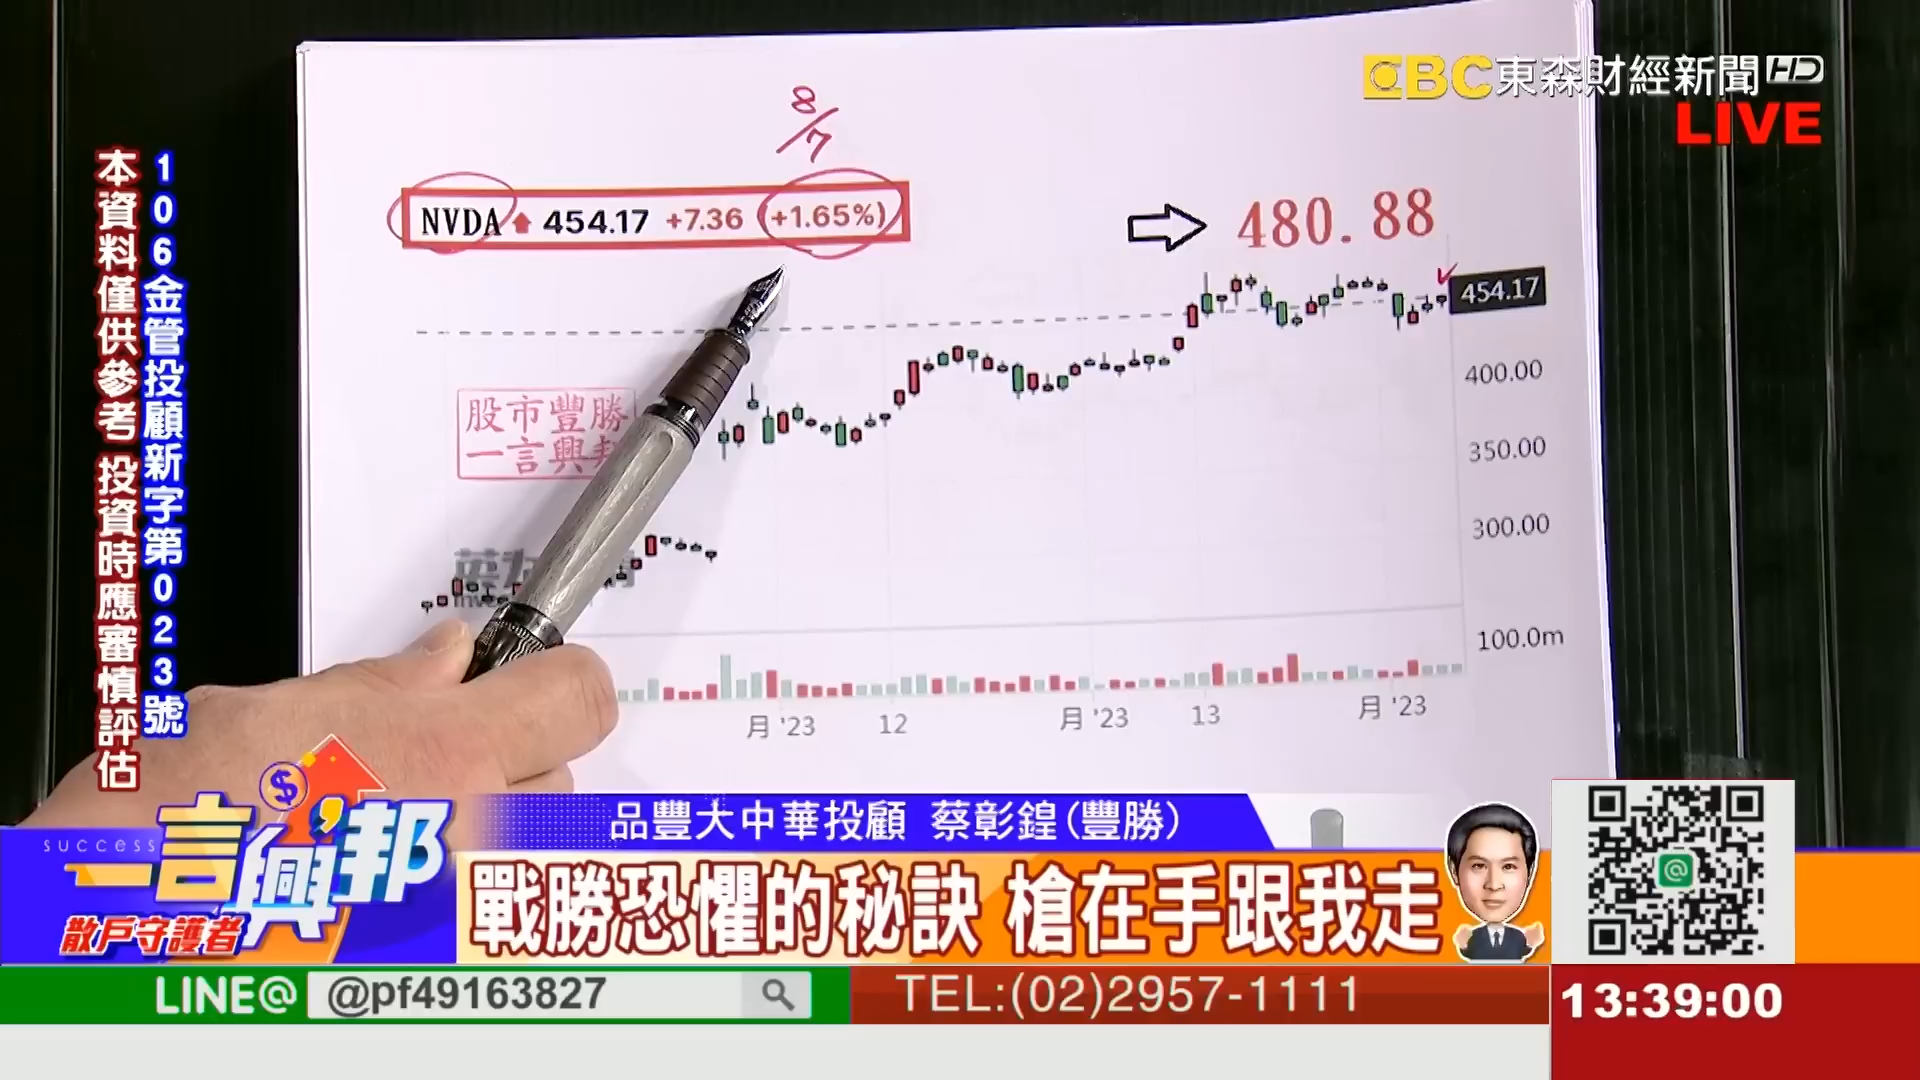 EBC東森財經新聞HD
LIVE
8/7
NVDA 454.17 +7.36 (+1.65%)
480.88
454.17
400.00
350.00
300.00
100.0m
股市豐勝
一言興邦
月 '23
12
月 '23
13
月 '23
106金管投顧新字第023號
本資料僅供參考 投資時應審慎評估
success
一言興邦
散戶守護者
品豐大中華投顧 蔡彰鍠(豐勝)
戰勝恐懼的秘訣 槍在手跟我走
LINE@ @pf49163827
TEL:(02)2957-1111
13:39:00